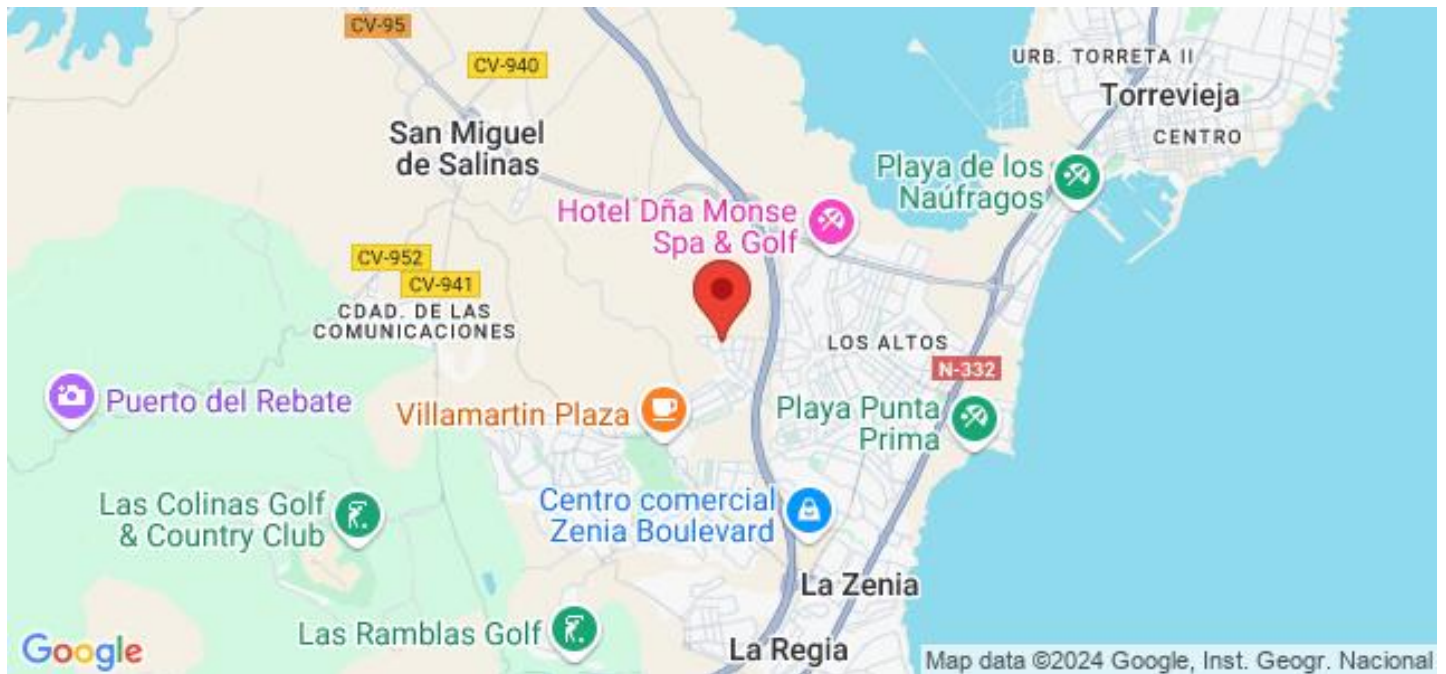 CV-95
CV-940
URB. TORRETA II
Torrevieja
CENTRO
San Miguel
de Salinas
Playa de los
Naúfragos
Hotel Dña Monse
Spa & Golf
CV-952
CV-941
CDAD. DE LAS
COMUNICACIONES
LOS ALTOS
N-332
Puerto del Rebate
Villamartin Plaza
Playa Punta
Prima
Las Colinas Golf
& Country Club
Centro comercial
Zenia Boulevard
La Zenia
Las Ramblas Golf
La Regia
Google
Map data ©2024 Google, Inst. Geogr. Nacional